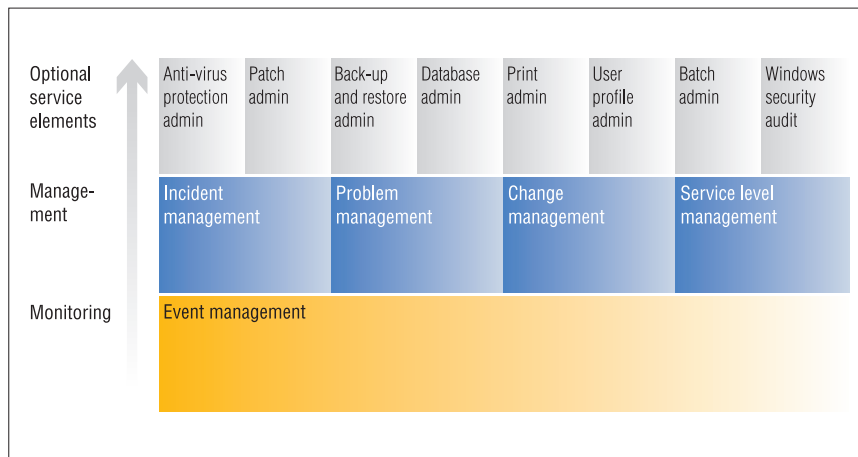 Optional
service
elements
Anti-virus
protection
admin
Patch
admin
Back-up
and restore
admin
Database
admin
Print
admin
User
profile
admin
Batch
admin
Windows
security
audit
Manage-
ment
Incident
management
Problem
management
Change
management
Service level
management
Monitoring
Event management